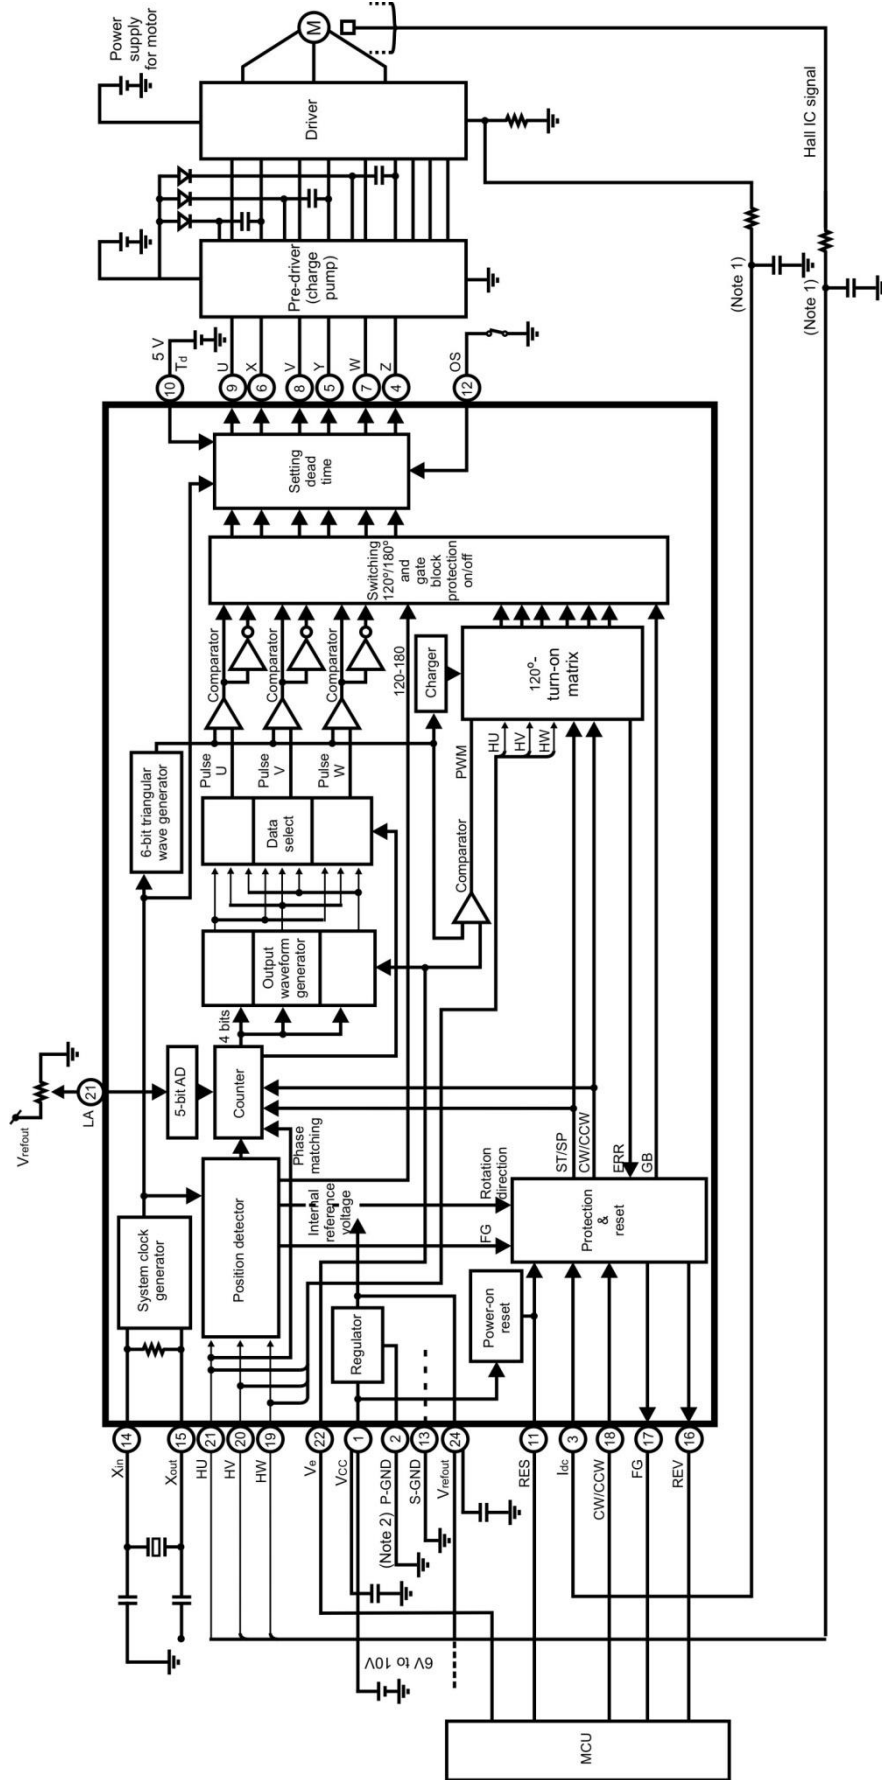 Power
supply
for motor
M
Driver
Pre-driver
(charge
pump)
Hall IC signal
(Note 1)
(Note 1)
5 V
Td
10
U
9
X
6
V
8
Y
5
W
7
Z
4
OS
12
Setting
dead
time
Switching
120°/180°
and
gate
block
protection
on/off
Comparator
Comparator
Comparator
120-180
Charger
120°-
turn-on
matrix
6-bit triangular
wave generator
Pulse
U
Pulse
V
Pulse
W
PWM
HU
HV
HW
Data
select
Comparator
Output
waveform
generator
4 bits
Vrefout
LA
21
5-bit AD
Counter
Phase
matching
System clock
generator
Position detector
Internal
reference
voltage
Rotation
direction
FG
ST/SP
CW/CCW
ERR
GB
Protection
&
reset
Regulator
Power-on
reset
Xin
14
Xout
15
HU
21
HV
20
HW
19
Ve
22
VCC
1
(Note 2) P-GND
2
S-GND
13
Vrefout
24
RES
11
Idc
3
CW/CCW
18
FG
17
REV
16
6V to 10V
MCU